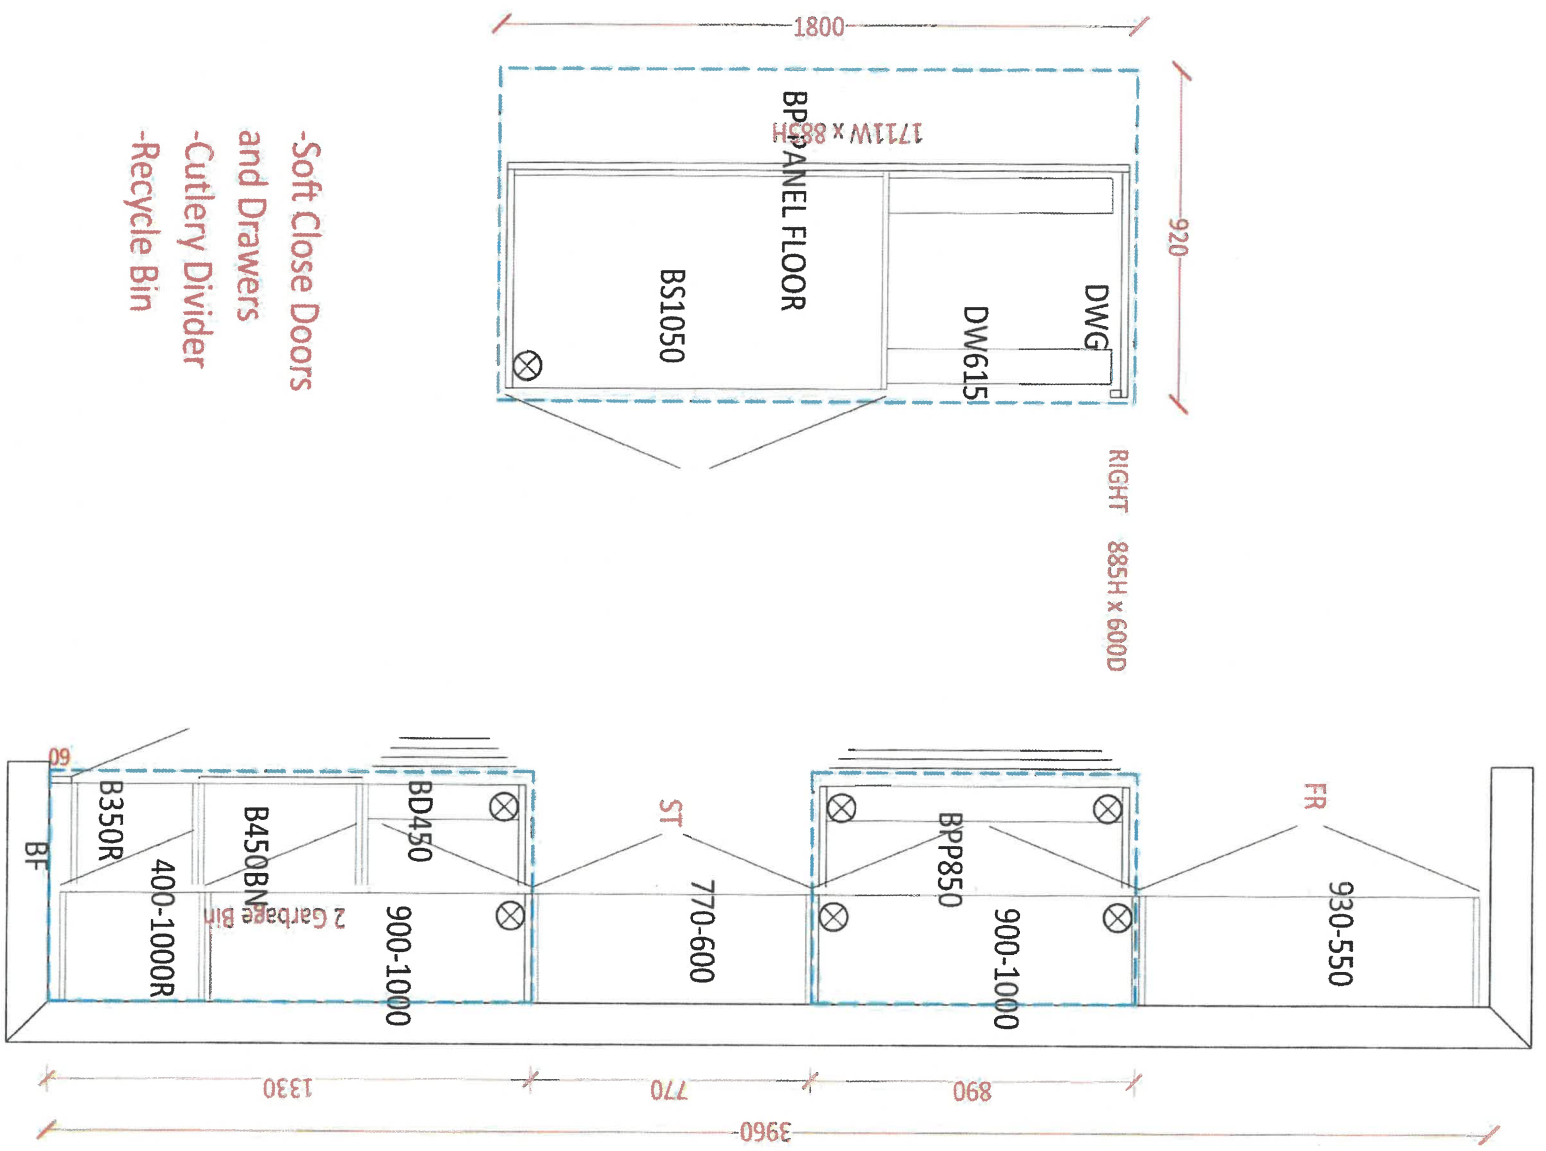 1800
920
BP PANEL FLOOR
1711W x 885H
BS1050
DWG
DW615
-Soft Close Doors
and Drawers
-Cutlery Divider
-Recycle Bin
RIGHT 885H x 600D
60
BF
B350R
B450BN
BD450
ST
BPP850
FR
400-1000R
2 Garbage Bin
900-1000
770-600
900-1000
930-550
1330
770
890
3960